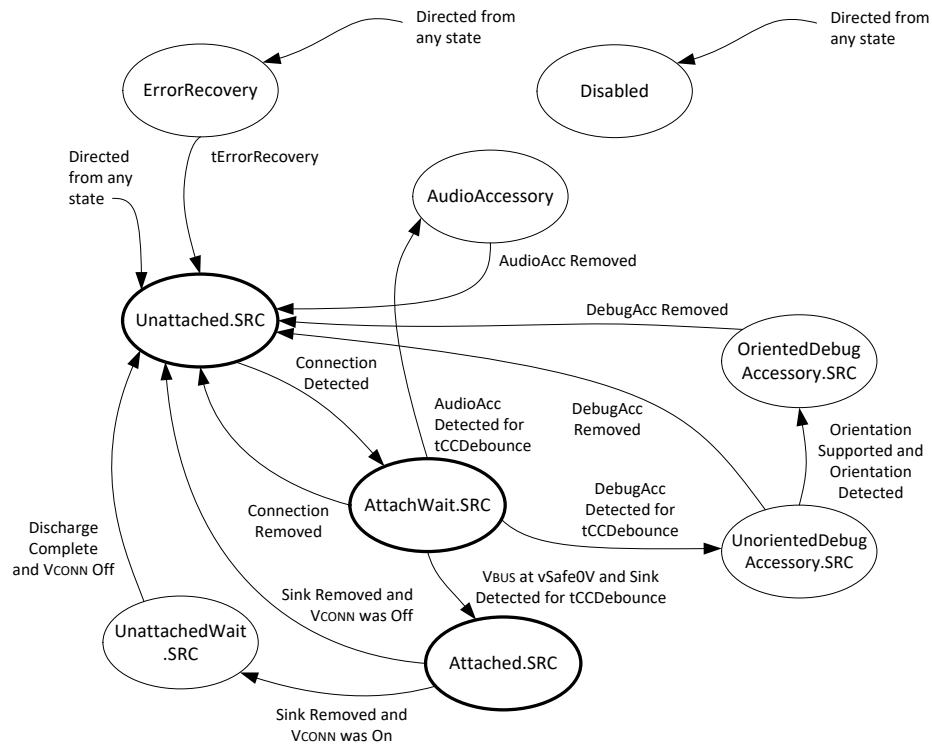 Directed from
any state
Directed from
any state
ErrorRecovery
Disabled
Directed
from any
state
tErrorRecovery
AudioAccessory
AudioAcc Removed
Unattached.SRC
DebugAcc Removed
OrientedDebug
Accessory.SRC
Connection
Detected
AudioAcc
Detected for
tCCDebounce
DebugAcc
Removed
Orientation
Supported and
Orientation
Detected
AttachWait.SRC
Connection
Removed
DebugAcc
Detected for
tCCDebounce
UnorientedDebug
Accessory.SRC
Discharge
Complete
and VCONN Off
VBUS at vSafe0V and Sink
Detected for tCCDebounce
Sink Removed and
VCONN was Off
UnattachedWait
.SRC
Attached.SRC
Sink Removed and
VCONN was On